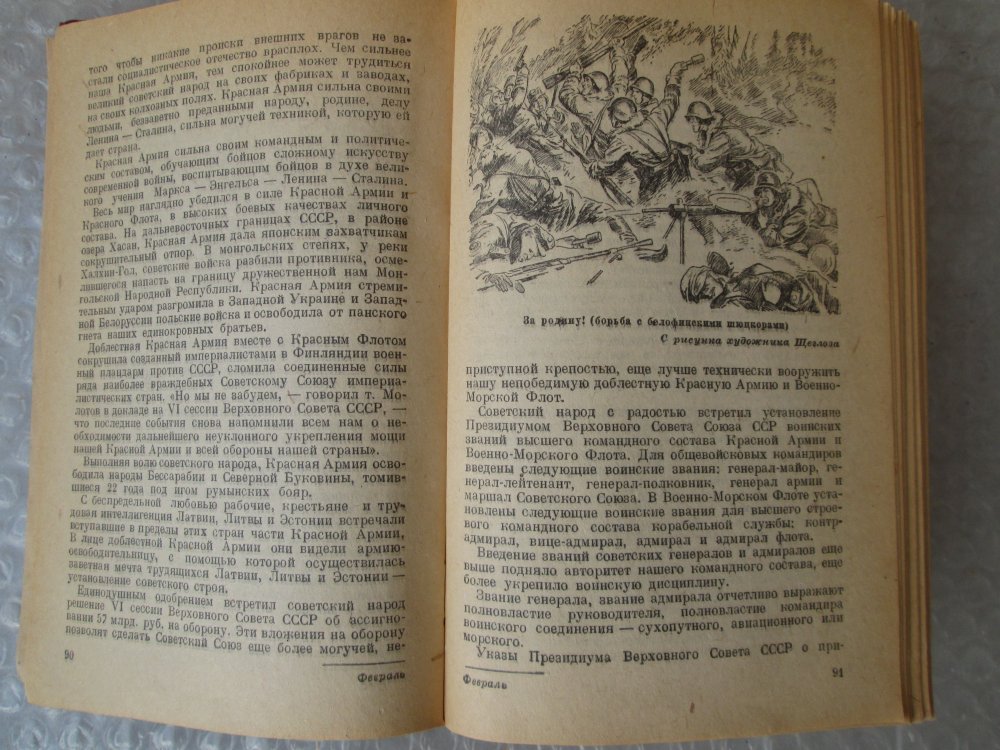 того чтобы никакие происки внешних врагов не за-
стали социалистическое отечество врасплох. Чем сильнее
наша Красная Армия, тем спокойнее может трудиться
великий советский народ на своих фабриках и заводах,
на своих колхозных полях. Красная Армия сильна своими
людьми, беззаветно преданными народу, родине, делу
Ленина — Сталина, сильна могучей техникой, которую ей
дает страна.
Красная Армия сильна своим командным и политиче-
ским составом, обучающим бойцов сложному искусству
современной войны, воспитывающим бойцов в духе вели-
кого учения Маркса — Энгельса — Ленина — Сталина.
Весь мир наглядно убедился в силе Красной Армии и
Красного Флота, в высоких боевых качествах личного
состава. На дальневосточных границах СССР, в районе
озера Хасан, Красная Армия дала японским захватчикам
сокрушительный отпор. В монгольских степях, у реки
Халхин-Гол, советские войска разбили противника, осме-
лившегося напасть на границу дружественной нам Мон-
гольской Народной Республики. Красная Армия стреми-
тельным ударом разгромила в Западной Украине и Запад-
ной Белоруссии польские войска и освободила от панского
гнета наших единокровных братьев.
Доблестная Красная Армия вместе с Красным Флотом
сокрушила созданный империалистами в Финляндии воен-
ный плацдарм против СССР, сломила соединенные силы
ряда наиболее враждебных Советскому Союзу империа-
листических стран. «Но мы не забудем, — говорил т. Мо-
лотов в докладе на VI сессии Верховного Совета СССР, —
что последние события снова напомнили всем нам о не-
обходимости дальнейшего неуклонного укрепления мощи
нашей Красной Армии и всей обороны нашей страны».
Выполняя волю советского народа, Красная Армия осво-
бодила народы Бессарабии и Северной Буковины, томив-
шиеся 22 года под игом румынских бояр.
С беспредельной любовью рабочие, крестьяне и тру-
довая интеллигенция Латвии, Литвы и Эстонии встречали
вступавшие в пределы этих стран части Красной Армии,
В лице доблестной Красной Армии они видели армию-
освободительницу, с помощью которой осуществилась
заветная мечта трудящихся Латвии, Литвы и Эстонии —
установление советского строя.
Единодушным одобрением встретил советский народ
решение VI сессии Верховного Совета СССР об ассигно-
вании 57 млрд. руб. на оборону. Эти вложения на оборону
позволят сделать Советский Союз еще более могучей, не-
90
Февраль
За родину! (борьба с белофинскими шюцкорами)
С рисунка художника Щеглова
приступной крепостью, еще лучше технически вооружить
нашу непобедимую доблестную Красную Армию и Военно-
Морской Флот.
Советский народ с радостью встретил установление
Президиумом Верховного Совета Союза ССР воинских
званий высшего командного состава Красной Армии и
Военно-Морского Флота. Для общевойсковых командиров
введены следующие воинские звания: генерал-майор, ге-
нерал-лейтенант, генерал-полковник, генерал армии и
маршал Советского Союза. В Военно-Морском Флоте уста-
новлены следующие воинские звания для высшего строе-
вого командного состава корабельной службы: контр-
адмирал, вице-адмирал, адмирал и адмирал флота.
Введение званий советских генералов и адмиралов еще
выше подняло авторитет нашего командного состава, еще
более укрепило воинскую дисциплину.
Звание генерала, звание адмирала отчетливо выражают
полновластие руководителя, полновластие командира
воинского соединения — сухопутного, авиационного или
морского.
Указы Президиума Верховного Совета СССР о при-
Февраль
91